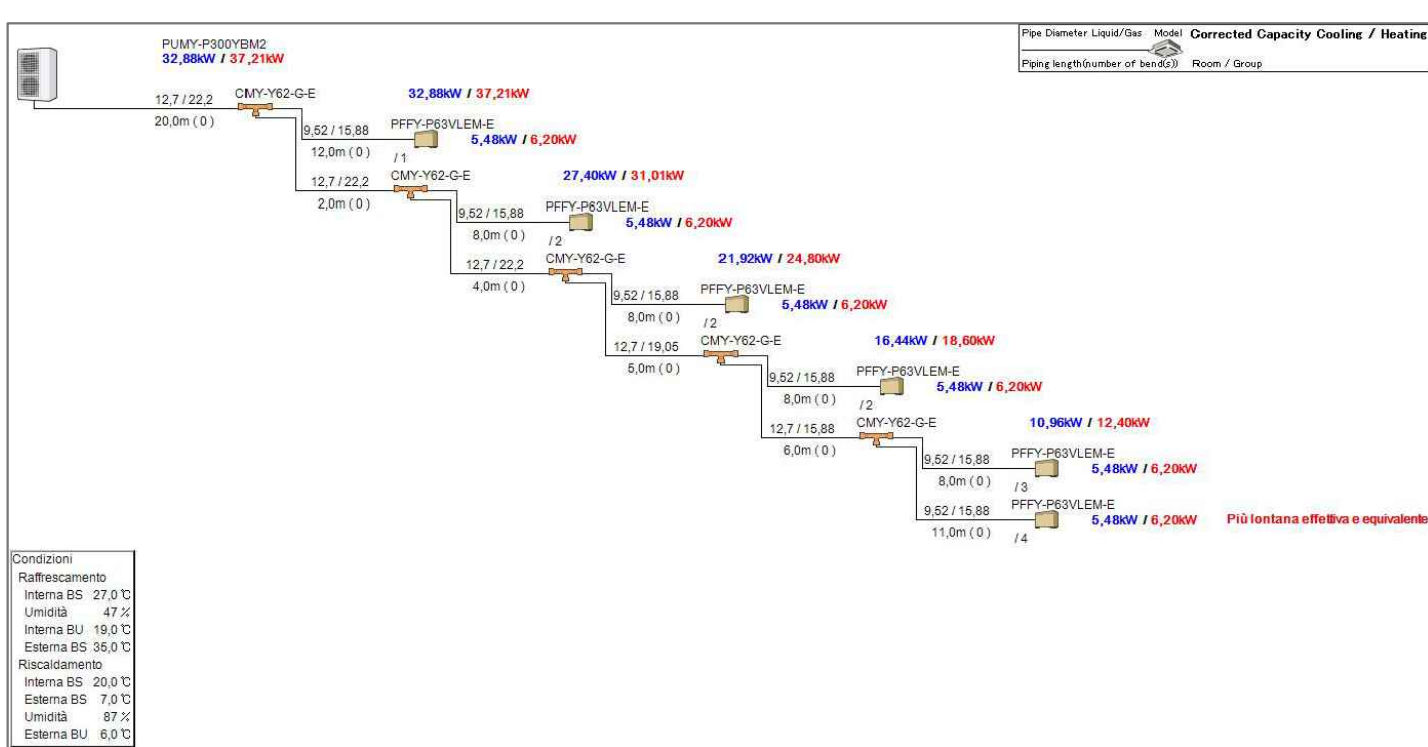 Pipe Diameter Liquid/Gas Model Corrected Capacity Cooling / Heating
Piping length(number of bend(s)) Room / Group
PUMY-P300YBM2
32,88kW / 37,21kW
12,7 / 22,2
20,0m ( 0 )
CMY-Y62-G-E
32,88kW / 37,21kW
9,52 / 15,88
12,0m ( 0 )
PFFY-P63VLEM-E
5,48kW / 6,20kW
/ 1
12,7 / 22,2
2,0m ( 0 )
CMY-Y62-G-E
27,40kW / 31,01kW
9,52 / 15,88
8,0m ( 0 )
PFFY-P63VLEM-E
5,48kW / 6,20kW
/ 2
12,7 / 22,2
4,0m ( 0 )
CMY-Y62-G-E
21,92kW / 24,80kW
9,52 / 15,88
8,0m ( 0 )
PFFY-P63VLEM-E
5,48kW / 6,20kW
/ 2
12,7 / 19,05
5,0m ( 0 )
CMY-Y62-G-E
16,44kW / 18,60kW
9,52 / 15,88
8,0m ( 0 )
PFFY-P63VLEM-E
5,48kW / 6,20kW
/ 2
12,7 / 15,88
6,0m ( 0 )
CMY-Y62-G-E
10,96kW / 12,40kW
9,52 / 15,88
8,0m ( 0 )
PFFY-P63VLEM-E
5,48kW / 6,20kW
/ 3
9,52 / 15,88
11,0m ( 0 )
PFFY-P63VLEM-E
5,48kW / 6,20kW
/ 4
Più lontana effettiva e equivalente
Condizioni
Raffrescamento
Interna BS 27,0 ℃
Umidità 47 %
Interna BU 19,0 ℃
Esterna BS 35,0 ℃
Riscaldamento
Interna BS 20,0 ℃
Esterna BS 7,0 ℃
Umidità 87 %
Esterna BU 6,0 ℃